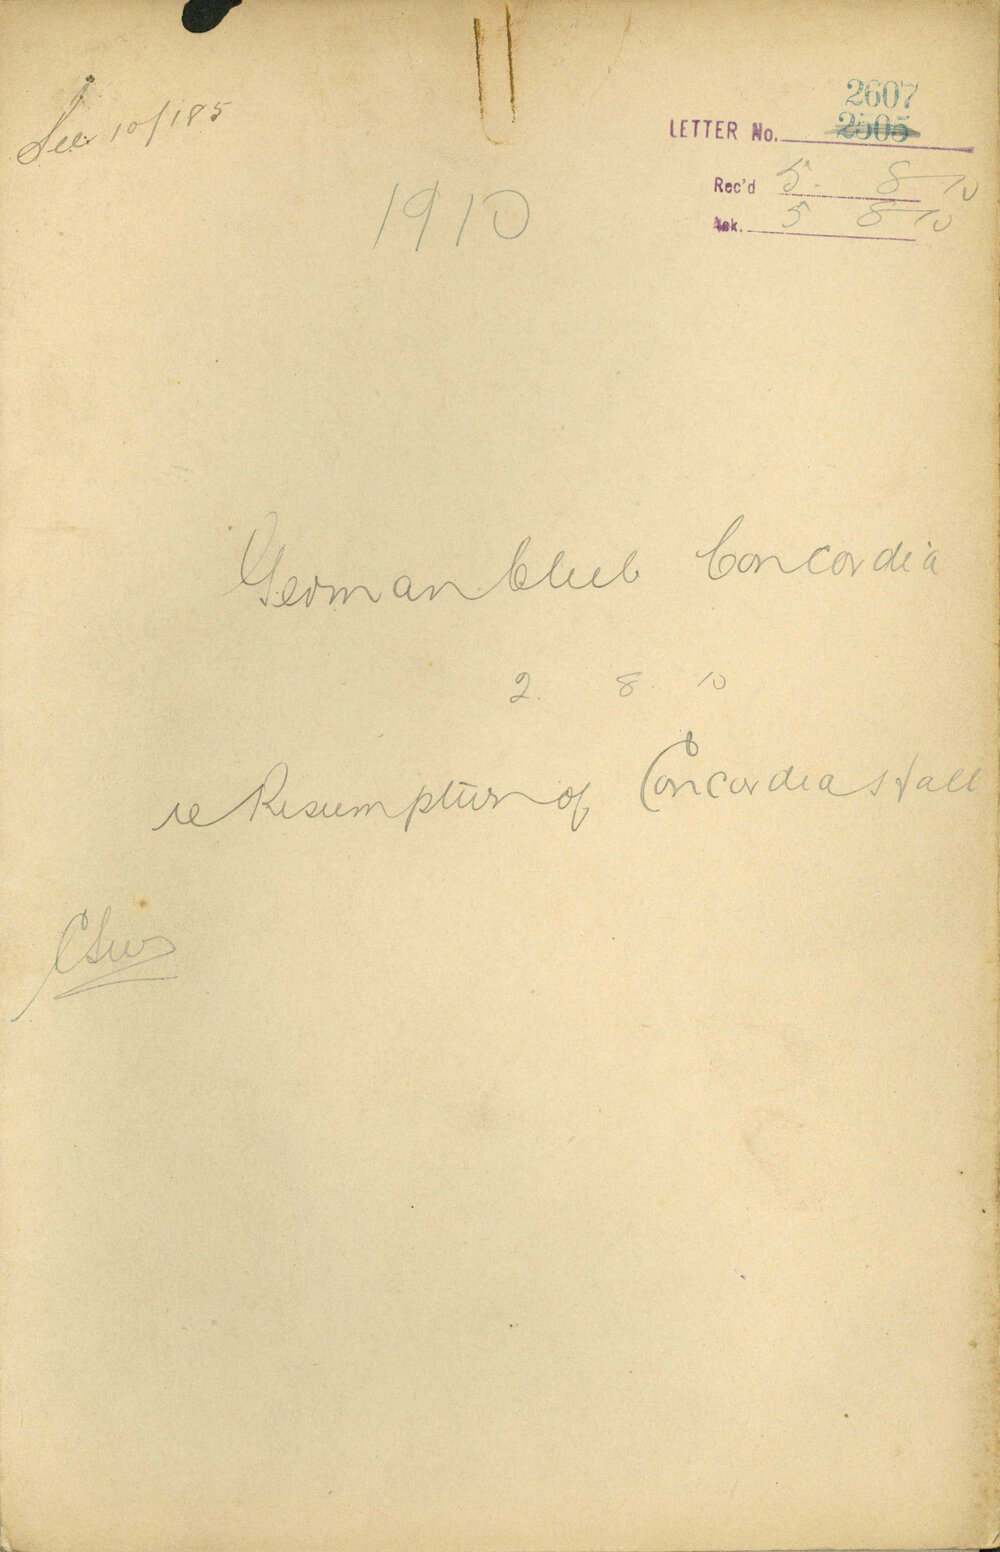 See 10/185
2607
LETTER No. 2505
Rec'd 5. 8 10
Ack. 5 8 10
1910
German Club Concordia
2. 8. 10
re Resumption of Concordia Hall